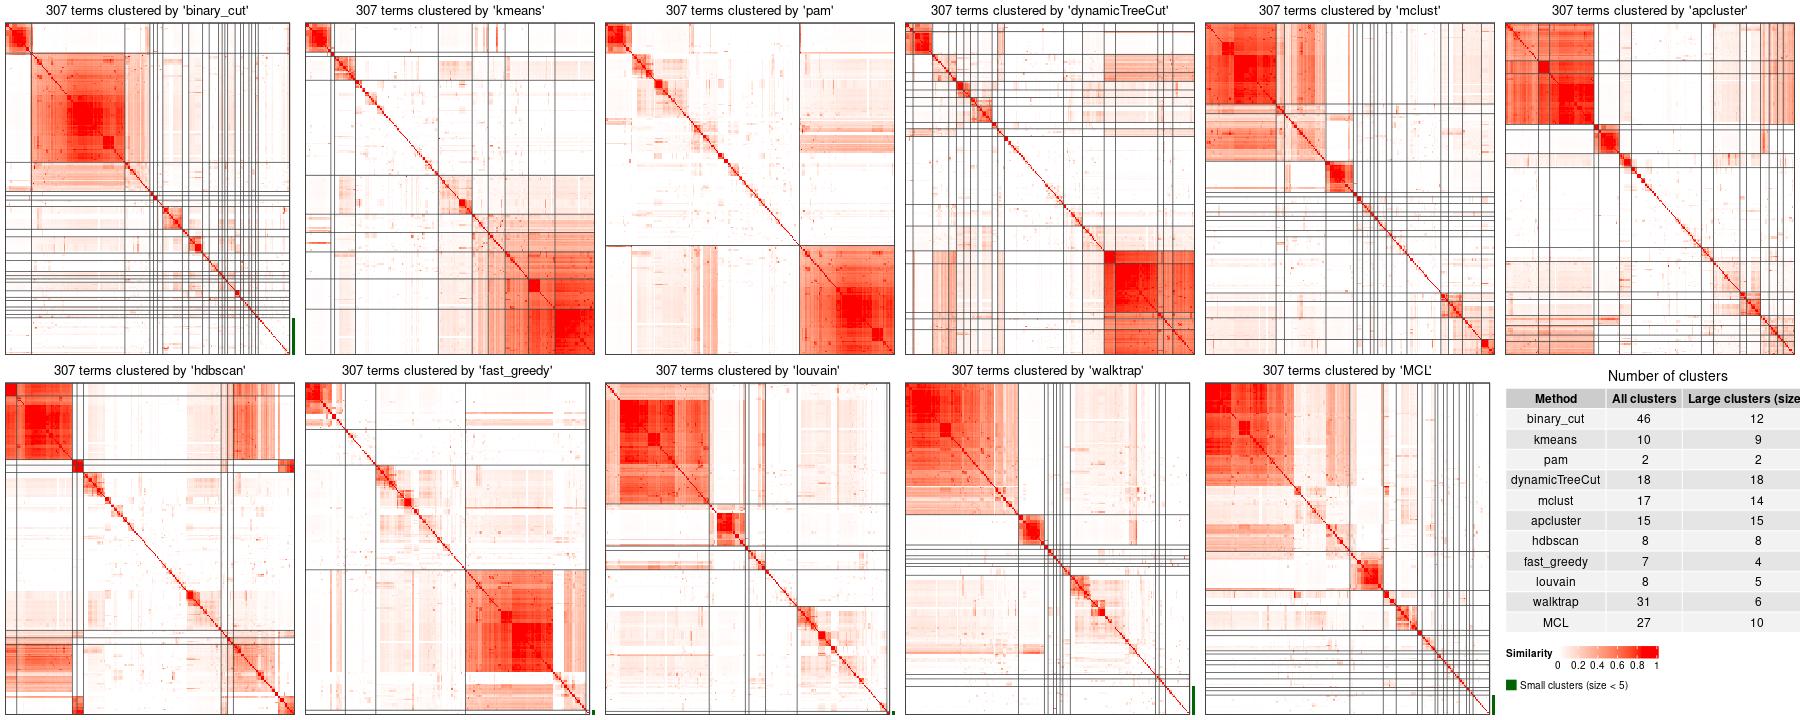 307 terms clustered by 'binary_cut'
307 terms clustered by 'kmeans'
307 terms clustered by 'pam'
307 terms clustered by 'dynamicTreeCut'
307 terms clustered by 'mclust'
307 terms clustered by 'apcluster'
307 terms clustered by 'hdbscan'
307 terms clustered by 'fast_greedy'
307 terms clustered by 'louvain'
307 terms clustered by 'walktrap'
307 terms clustered by 'MCL'
Number of clusters
Method All clusters Large clusters (size
binary_cut 46 12
kmeans 10 9
pam 2 2
dynamicTreeCut 18 18
mclust 17 14
apcluster 15 15
hdbscan 8 8
fast_greedy 7 4
louvain 8 5
walktrap 31 6
MCL 27 10
Similarity
0 0.2 0.4 0.6 0.8 1
Small clusters (size < 5)